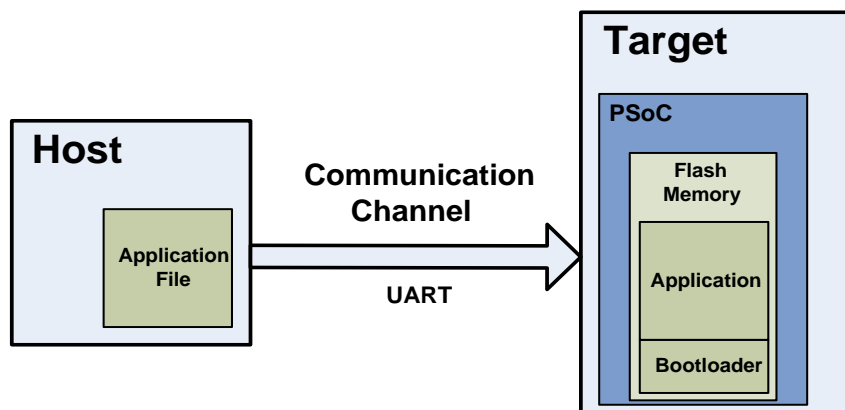 Host
Application
File
Communication
Channel
UART
Target
PSoC
Flash
Memory
Application
Bootloader